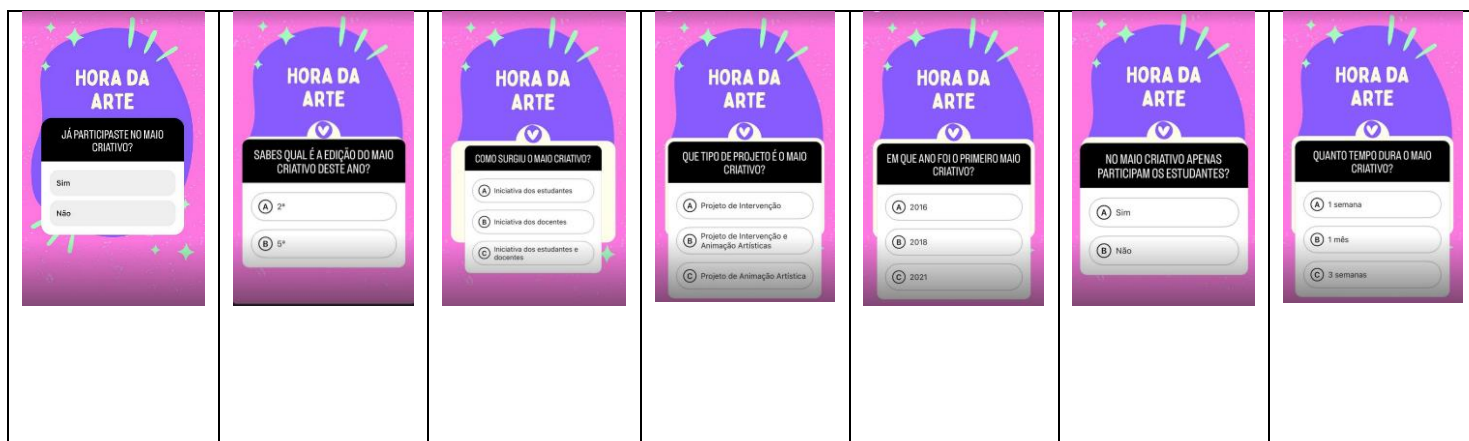 HORA DA
ARTE
JÁ PARTICIPASTE NO MAIO
CRIATIVO?
Sim
Não
HORA DA
ARTE
SABES QUAL É A EDIÇÃO DO MAIO
CRIATIVO DESTE ANO?
A 2ª
B 5ª
HORA DA
ARTE
COMO SURGIU O MAIO CRIATIVO?
A Iniciativa dos estudantes
B Iniciativa dos docentes
C Iniciativa dos estudantes e
docentes
HORA DA
ARTE
QUE TIPO DE PROJETO É O MAIO
CRIATIVO?
A Projeto de Intervenção
B Projeto de Intervenção e
Animação Artísticas
C Projeto de Animação Artística
HORA DA
ARTE
EM QUE ANO FOI O PRIMEIRO MAIO
CRIATIVO?
A 2016
B 2018
C 2021
HORA DA
ARTE
NO MAIO CRIATIVO APENAS
PARTICIPAM OS ESTUDANTES?
A Sim
B Não
HORA DA
ARTE
QUANTO TEMPO DURA O MAIO
CRIATIVO?
A 1 semana
B 1 mês
C 3 semanas